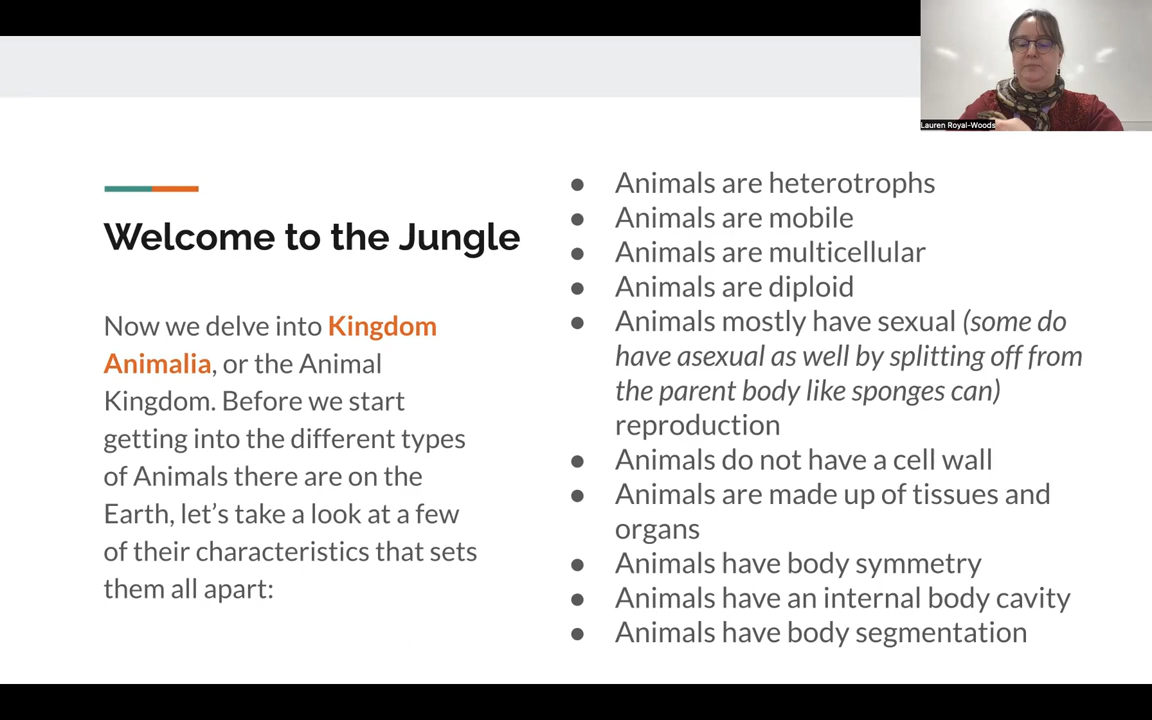 Lauren Royal-Woods
Welcome to the Jungle
Now we delve into Kingdom
Animalia, or the Animal
Kingdom. Before we start
getting into the different types
of Animals there are on the
Earth, let's take a look at a few
of their characteristics that sets
them all apart:
● Animals are heterotrophs
● Animals are mobile
● Animals are multicellular
● Animals are diploid
● Animals mostly have sexual (some do
have asexual as well by splitting off from
the parent body like sponges can)
reproduction
● Animals do not have a cell wall
● Animals are made up of tissues and
organs
● Animals have body symmetry
● Animals have an internal body cavity
● Animals have body segmentation